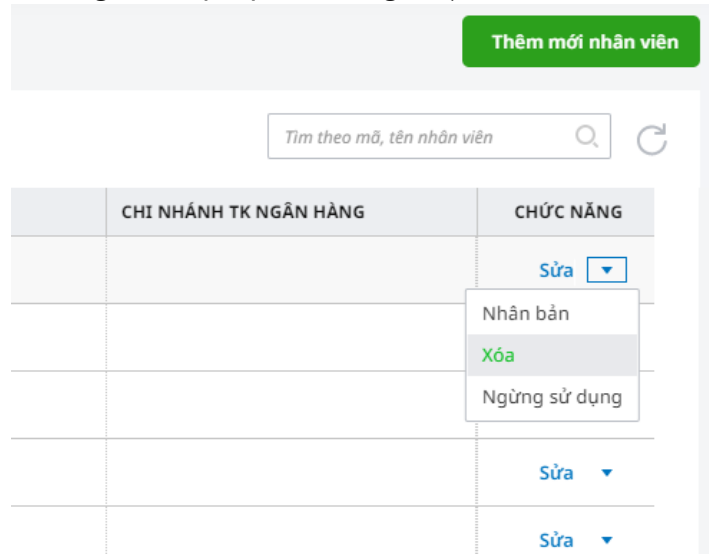 Thêm mới nhân viên
Tìm theo mã, tên nhân viên
CHI NHÁNH TK NGÂN HÀNG CHỨC NĂNG
Sửa
Nhân bản
Xóa
Ngừng sử dụng
Sửa
Sửa